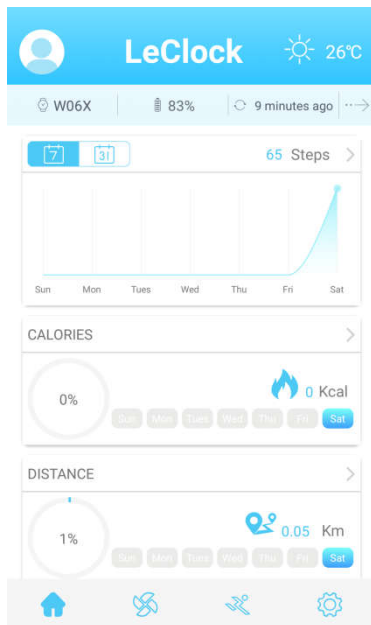 LeClock 26℃
W06X 83% 9 minutes ago
7 31 65 Steps
Sun Mon Tues Wed Thu Fri Sat
CALORIES
0% 0 Kcal
Sun Mon Tues Wed Thu Fri Sat
DISTANCE
1% 0.05 Km
Sun Mon Tues Wed Thu Fri Sat